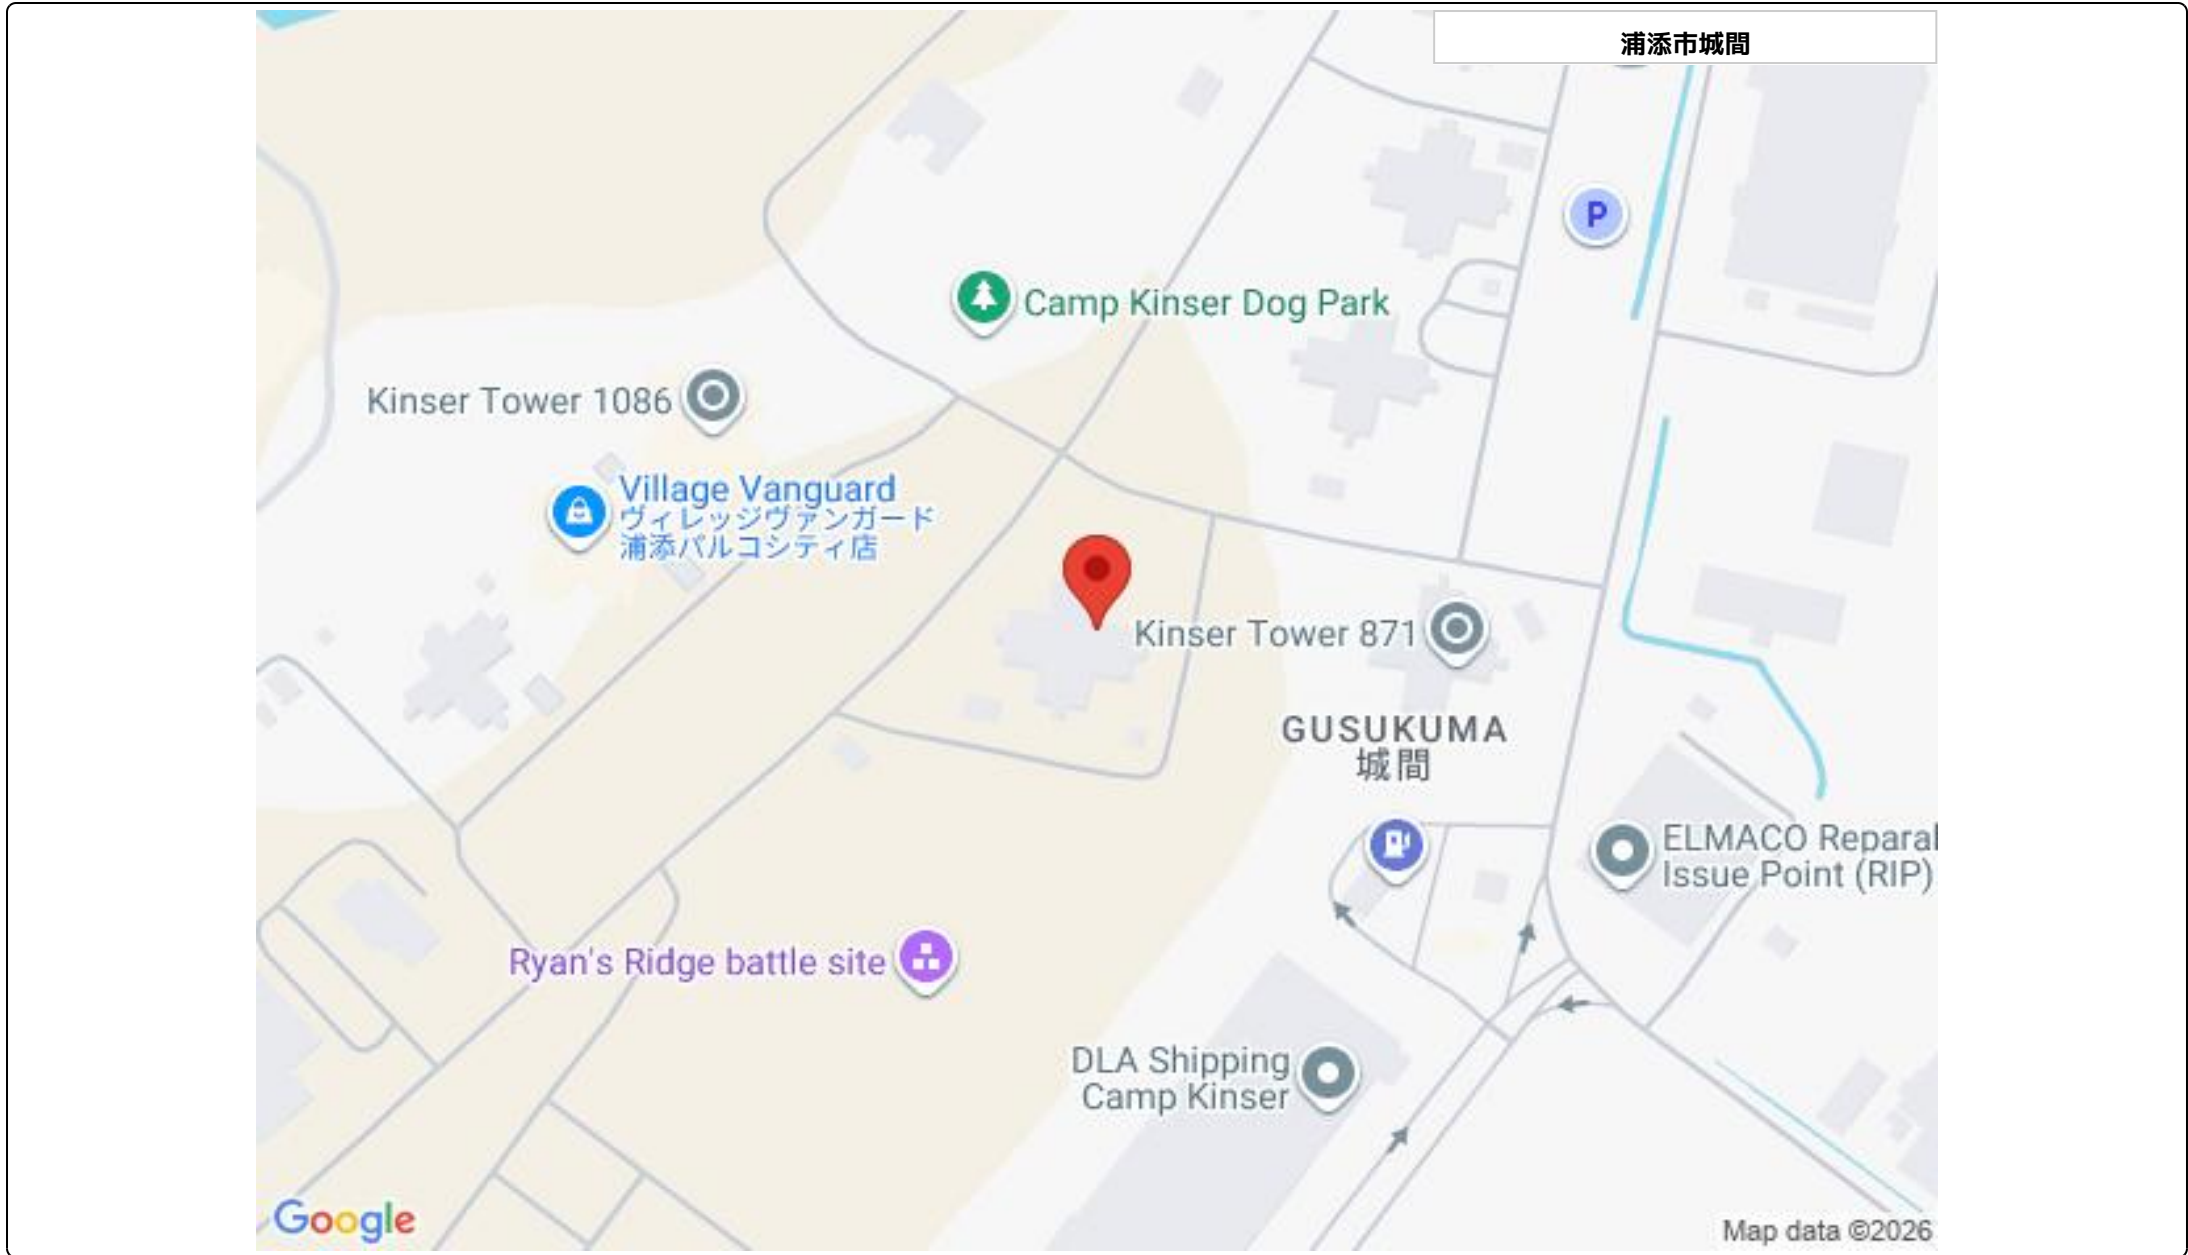 浦添市城間
P
Camp Kinser Dog Park
Kinser Tower 1086
Village Vanguard
ヴィレッジヴァンガード
浦添パルコシティ店
Kinser Tower 871
GUSUKUMA
城間
ELMACO Reparal
Issue Point (RIP)
Ryan's Ridge battle site
DLA Shipping
Camp Kinser
Google
Map data ©2026